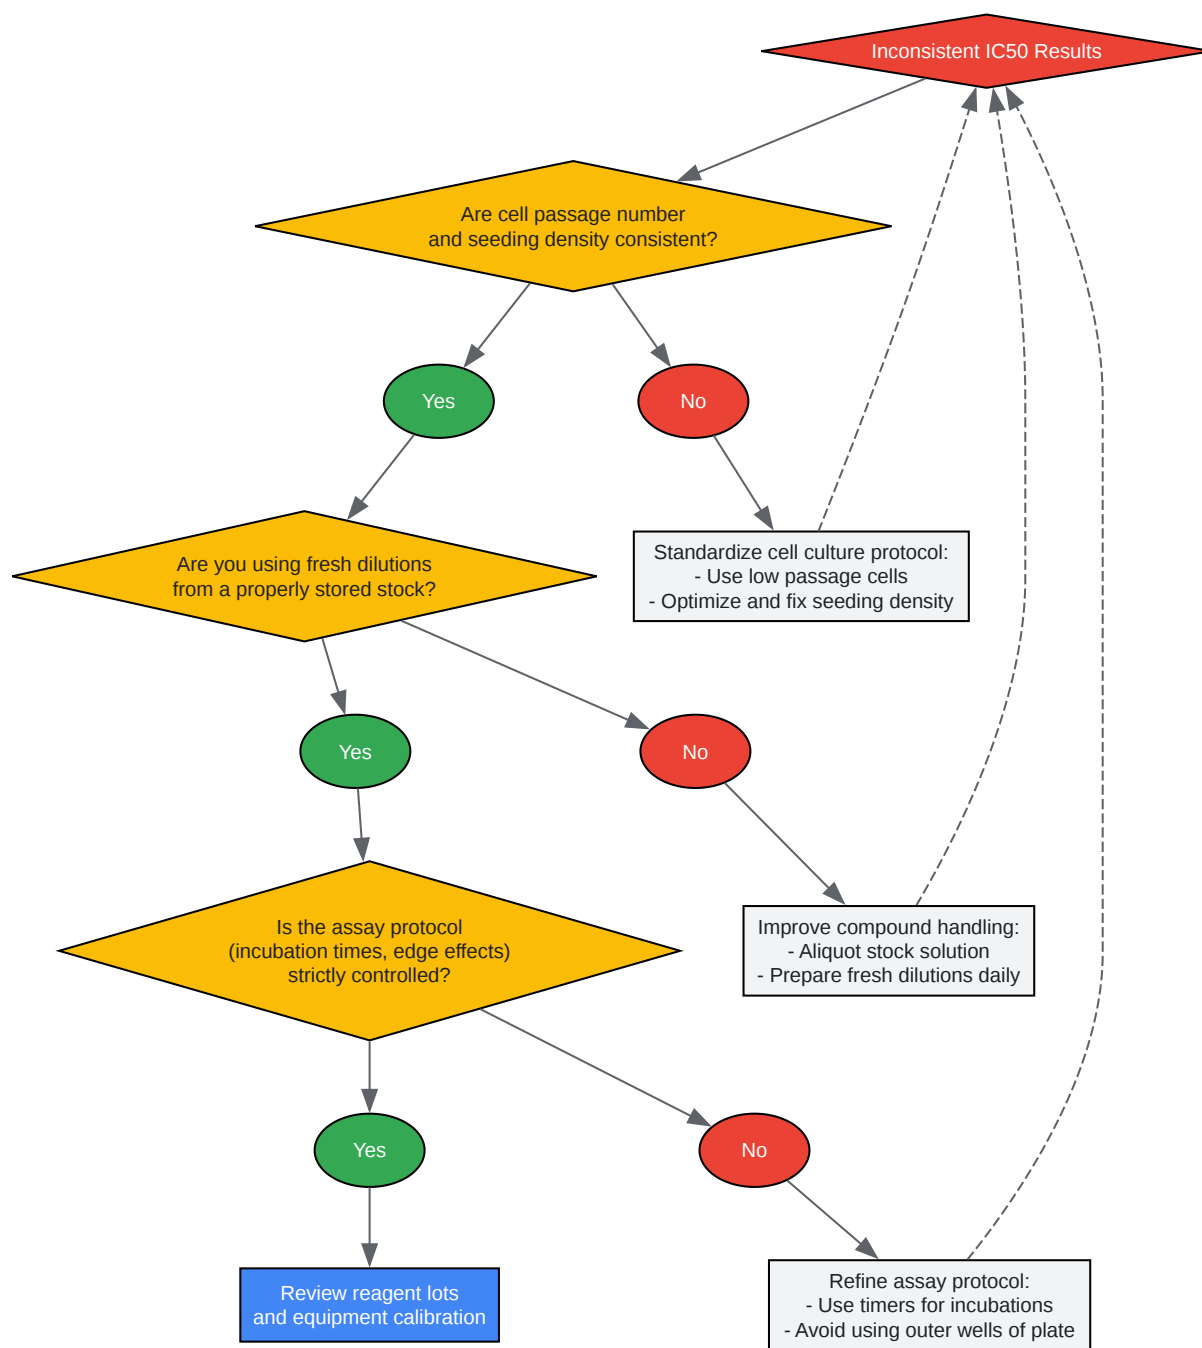 Inconsistent IC50 Results
Are cell passage number
and seeding density consistent?
Yes
No
Are you using fresh dilutions
from a properly stored stock?
Standardize cell culture protocol:
- Use low passage cells
- Optimize and fix seeding density
Yes
No
Is the assay protocol
(incubation times, edge effects)
strictly controlled?
Improve compound handling:
- Aliquot stock solution
- Prepare fresh dilutions daily
Yes
No
Review reagent lots
and equipment calibration
Refine assay protocol:
- Use timers for incubations
- Avoid using outer wells of plate